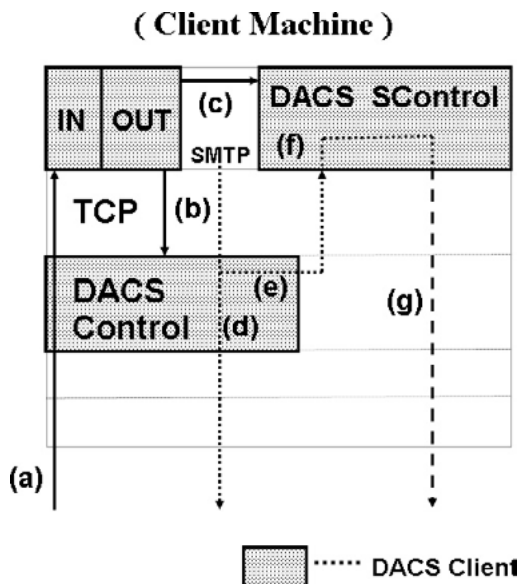 ( Client Machine )
IN OUT
(c)
DACS SControl
(f)
SMTP
TCP
(b)
DACS
Control
(e)
(d)
(g)
(a)
DACS Client